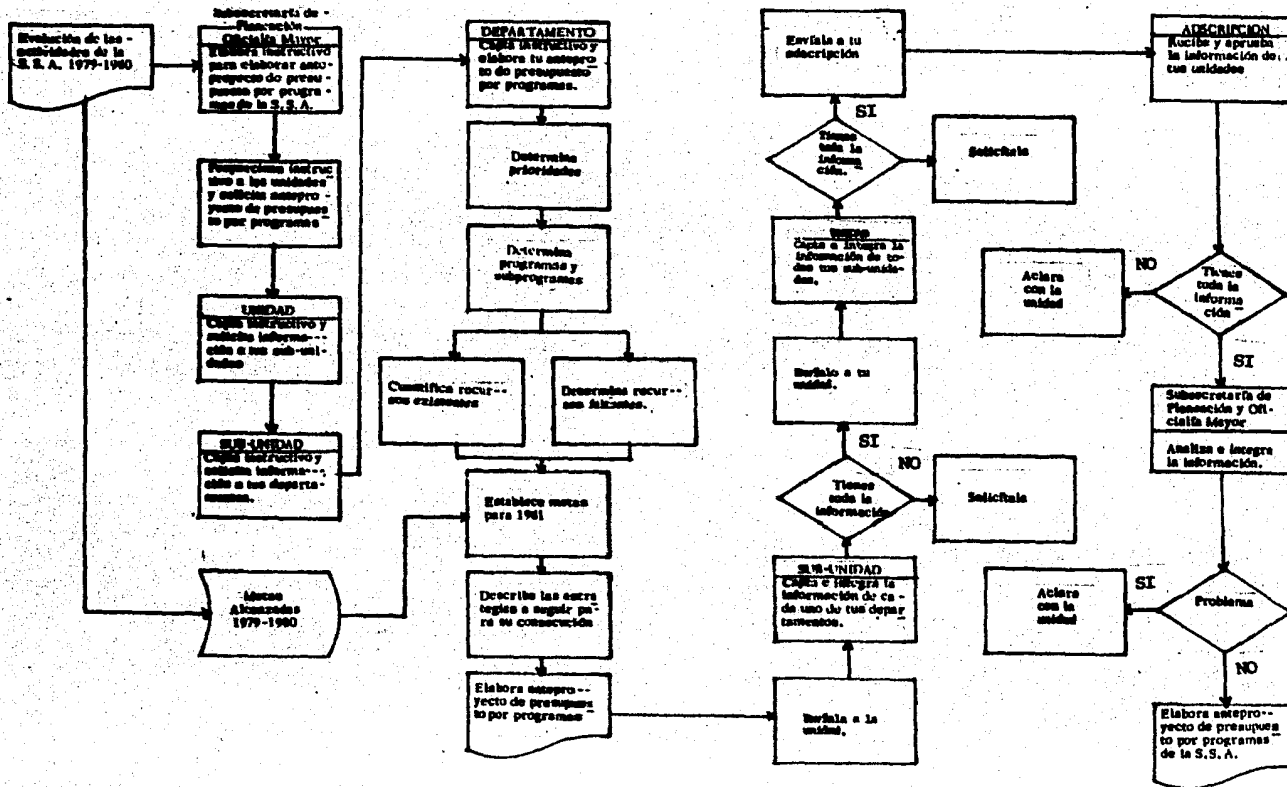 Evolución de las -
actividades de la
S. S. A. 1979-1980
Subsecretaría de -
Planeación
Oficialía Mayor
Elabora instructivo
para elaborar ante-
proyecto de presu-
puesto por progra-
mas de la S. S. A.
Proporciona instruc
tivo a las unidades
y solicita antepro-
yecto de presupues
to por programas
UNIDAD
Capta instructivo y
solicita informa---
ción a tus sub-uni-
dades
SUB-UNIDAD
Capta instructivo y
solicita informa---
ción a tus departa-
mentos.
Metas
Alcanzadas
1979-1980
DEPARTAMENTO
Capta instructivo y
elabora tu antepro
to de presupuesto
por programas.
Determina
prioridades
Determina
programas y
subprogramas
Cuantifica recur--
sos existentes
Determina recur--
sos faltantes.
Establece metas
para 1981
Describe las estra
tegias a seguir pa-
ra su consecución
Elabora antepro--
yecto de presupues
to por programas
Envíala a la
unidad.
SUB-UNIDAD
Capta e integra la
información de ca-
da uno de tus depar
tamentos.
Tienes
toda la
información
NO
Solicítala
SI
Envíalo a tu
unidad.
UNIDAD
Capta e integra la
información de to-
das tus sub-unida-
des.
Tienes
toda la
informa
ción.
Solicítala
SI
Envíala a tu
adscripción
ADSCRIPCION
Recibe y aprueba
la información de
tus unidades
Tienes
toda la
informa
ción
NO
Aclara
con la
unidad
SI
Subsecretaría de
Planeación y Ofi-
cialía Mayor
Analiza e integra
la información.
Problema
SI
Aclara
con la
unidad
NO
Elabora antepro-
yecto de presupues
to por programas
de la S. S. A.